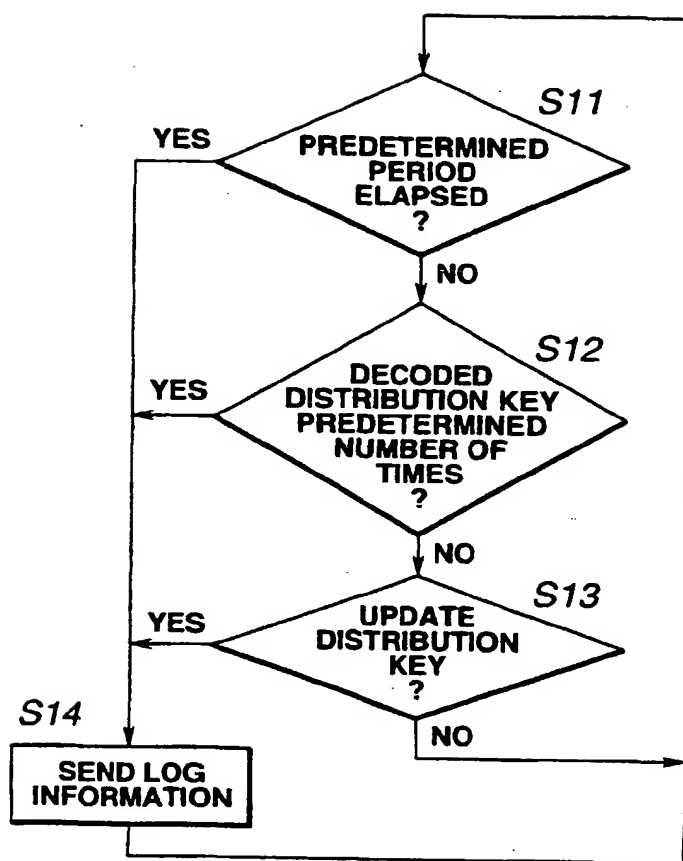 S11
YES
PREDETERMINED
PERIOD
ELAPSED
?
NO
S12
YES
DECODED
DISTRIBUTION KEY
PREDETERMINED
NUMBER OF
TIMES
?
NO
S13
YES
UPDATE
DISTRIBUTION
KEY
?
NO
S14
SEND LOG
INFORMATION